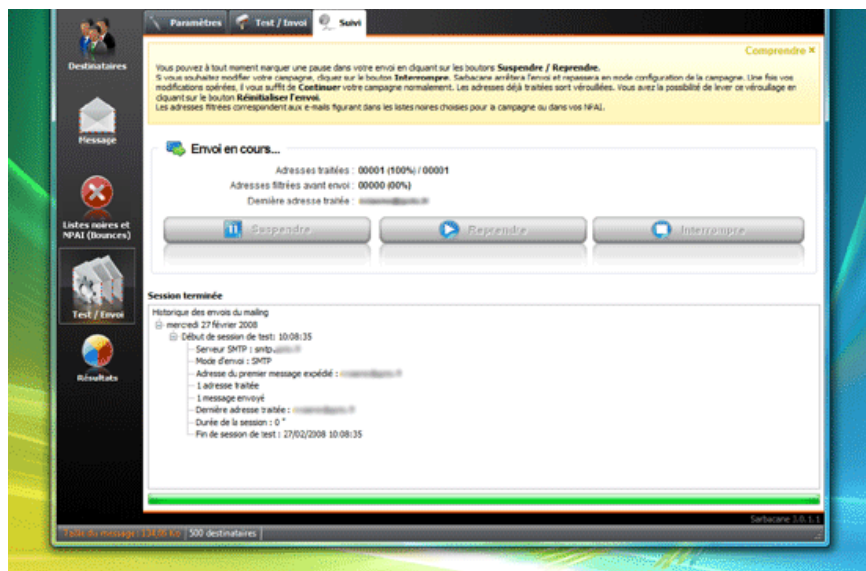 Paramètres Test / Envoi Suivi
Comprendre ×
Destinataires
Vous pouvez à tout moment marquer une pause dans votre envoi en cliquant sur les boutons Suspendre / Reprendre.
Si vous souhaitez modifier votre campagne, cliquez sur le bouton Interrompre. Sarbacane arrêtera l'envoi et repassera en mode configuration de la campagne. Une fois vos
modifications opérées, il vous suffit de Continuer votre campagne normalement. Les adresses déjà traitées sont vérouillées. Vous avez la possibilité de lever ce vérouillage en
cliquant sur le bouton Réinitialiser l'envoi.
Les adresses filtrées correspondent aux e-mails figurant dans les listes noires choisies pour la campagne ou dans vos NPAI.
Message
Envoi en cours...
Adresses traitées : 00001 (100%) / 00001
Adresses filtrées avant envoi : 00000 (00%)
Dernière adresse traitée :
Listes noires et
NPAI (Bounces)
Suspendre Reprendre Interrompre
Test / Envoi
Session terminée
Historique des envois du mailing
mercredi 27 février 2008
Début de session de test: 10:08:35
Serveur SMTP : smtp.
Mode d'envoi : SMTP
Adresse du premier message expédié :
1 adresse traitée
1 message envoyé
Dernière adresse traitée :
Durée de la session : 0 "
Fin de session de test : 27/02/2008 10:08:35
Résultats
Sarbacane 3.0.1.1
Taille du message : 134,06 Ko 500 destinataires